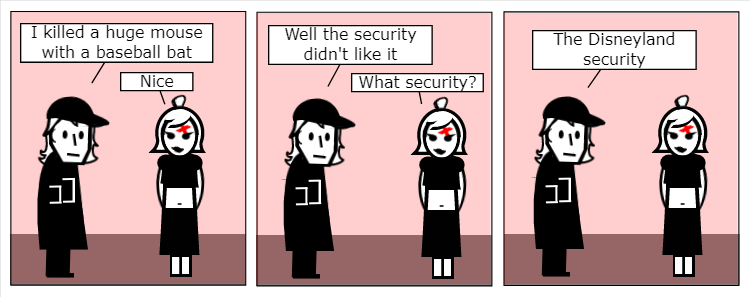 I killed a huge mouse
with a baseball bat
Nice
Well the security
didn't like it
What security?
The Disneyland
security